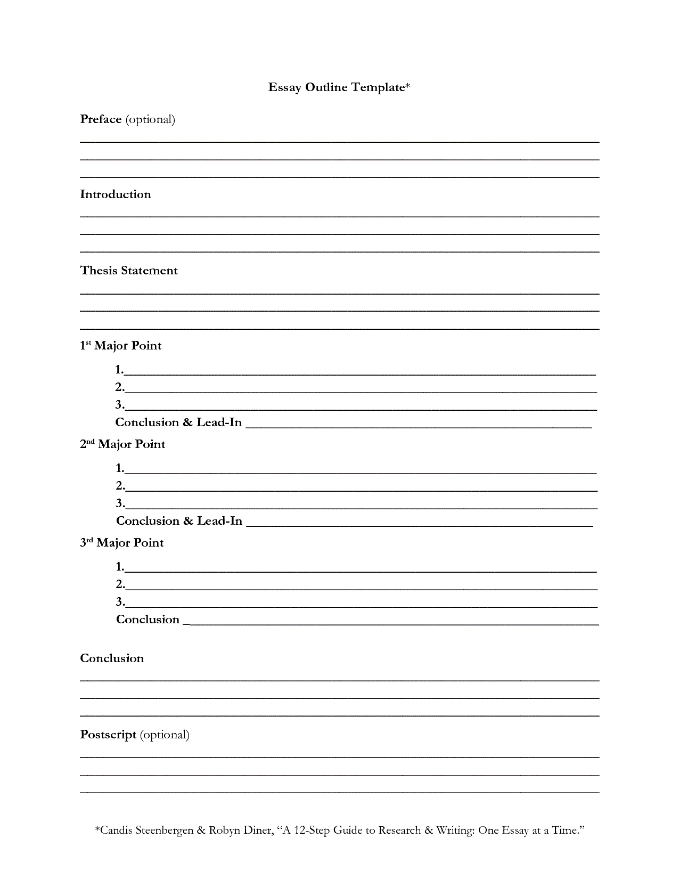 Essay Outline Template*
Preface (optional)
Introduction
Thesis Statement
1st Major Point
1.
2.
3.
Conclusion & Lead-In
2nd Major Point
1.
2.
3.
Conclusion & Lead-In
3rd Major Point
1.
2.
3.
Conclusion
Conclusion
Postscript (optional)
*Candis Steenbergen & Robyn Diner, “A 12-Step Guide to Research & Writing: One Essay at a Time.”